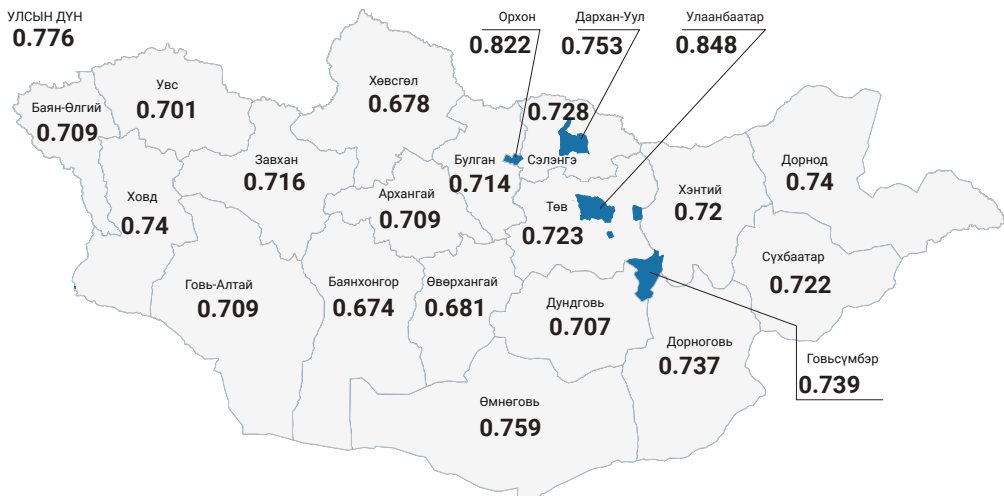 УЛСЫН ДҮН
0.776
Орхон
0.822
Дархан-Уул
0.753
Улаанбаатар
0.848
Баян-Өлгий
0.709
Увс
0.701
Хөвсгөл
0.678
0.728
Сэлэнгэ
Завхан
0.716
Булган
0.714
Ховд
0.74
Архангай
0.709
Төв
0.723
Хэнтий
0.72
Дорнод
0.74
Сүхбаатар
0.722
Говь-Алтай
0.709
Баянхонгор
0.674
Өвөрхангай
0.681
Дундговь
0.707
Дорноговь
0.737
Говьсүмбэр
0.739
Өмнөговь
0.759